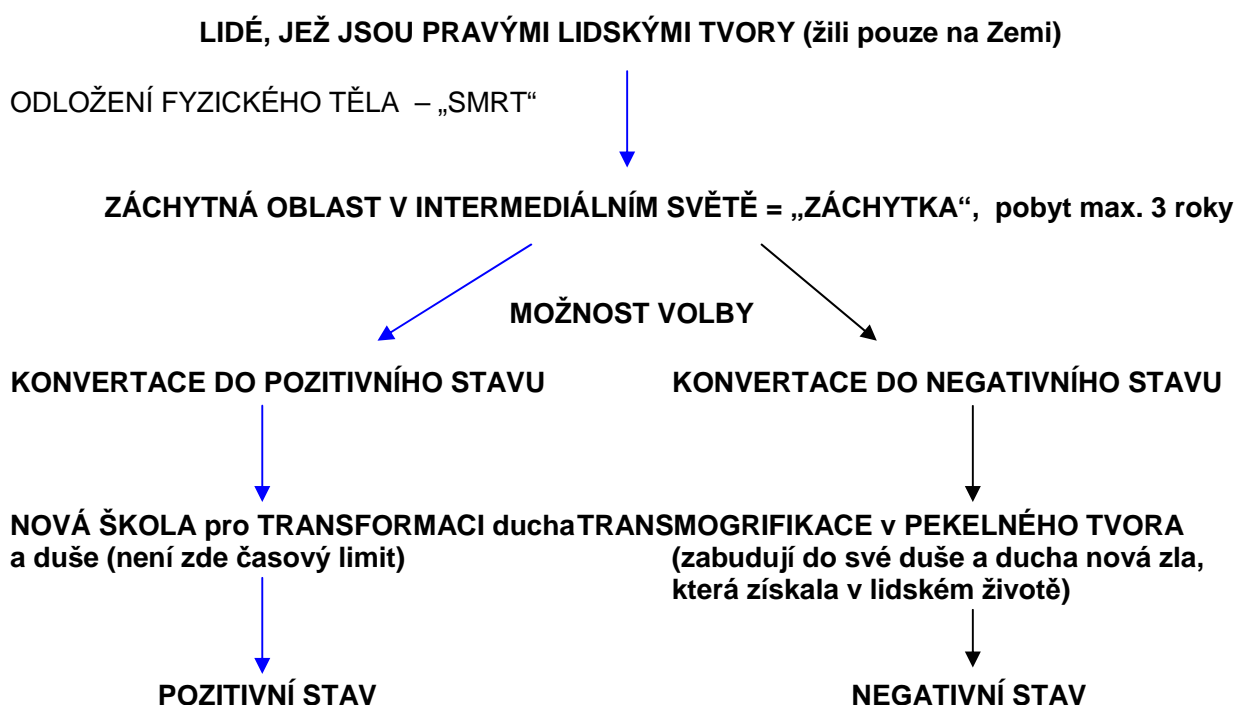 LIDÉ, JEŽ JSOU PRAVÝMI LIDSKÝMI TVORY (žili pouze na Zemi)
ODLOŽENÍ FYZICKÉHO TĚLA – „SMRT“
ZÁCHYTNÁ OBLAST V INTERMEDIÁLNÍM SVĚTĚ = „ZÁCHYTKA“, pobyt max. 3 roky
MOŽNOST VOLBY
KONVERTACE DO POZITIVNÍHO STAVU
KONVERTACE DO NEGATIVNÍHO STAVU
NOVÁ ŠKOLA pro TRANSFORMACI ducha
a duše (není zde časový limit)
TRANSMOGRIFIKACE v PEKELNÉHO TVORA
(zabudují do své duše a ducha nová zla,
která získala v lidském životě)
POZITIVNÍ STAV
NEGATIVNÍ STAV